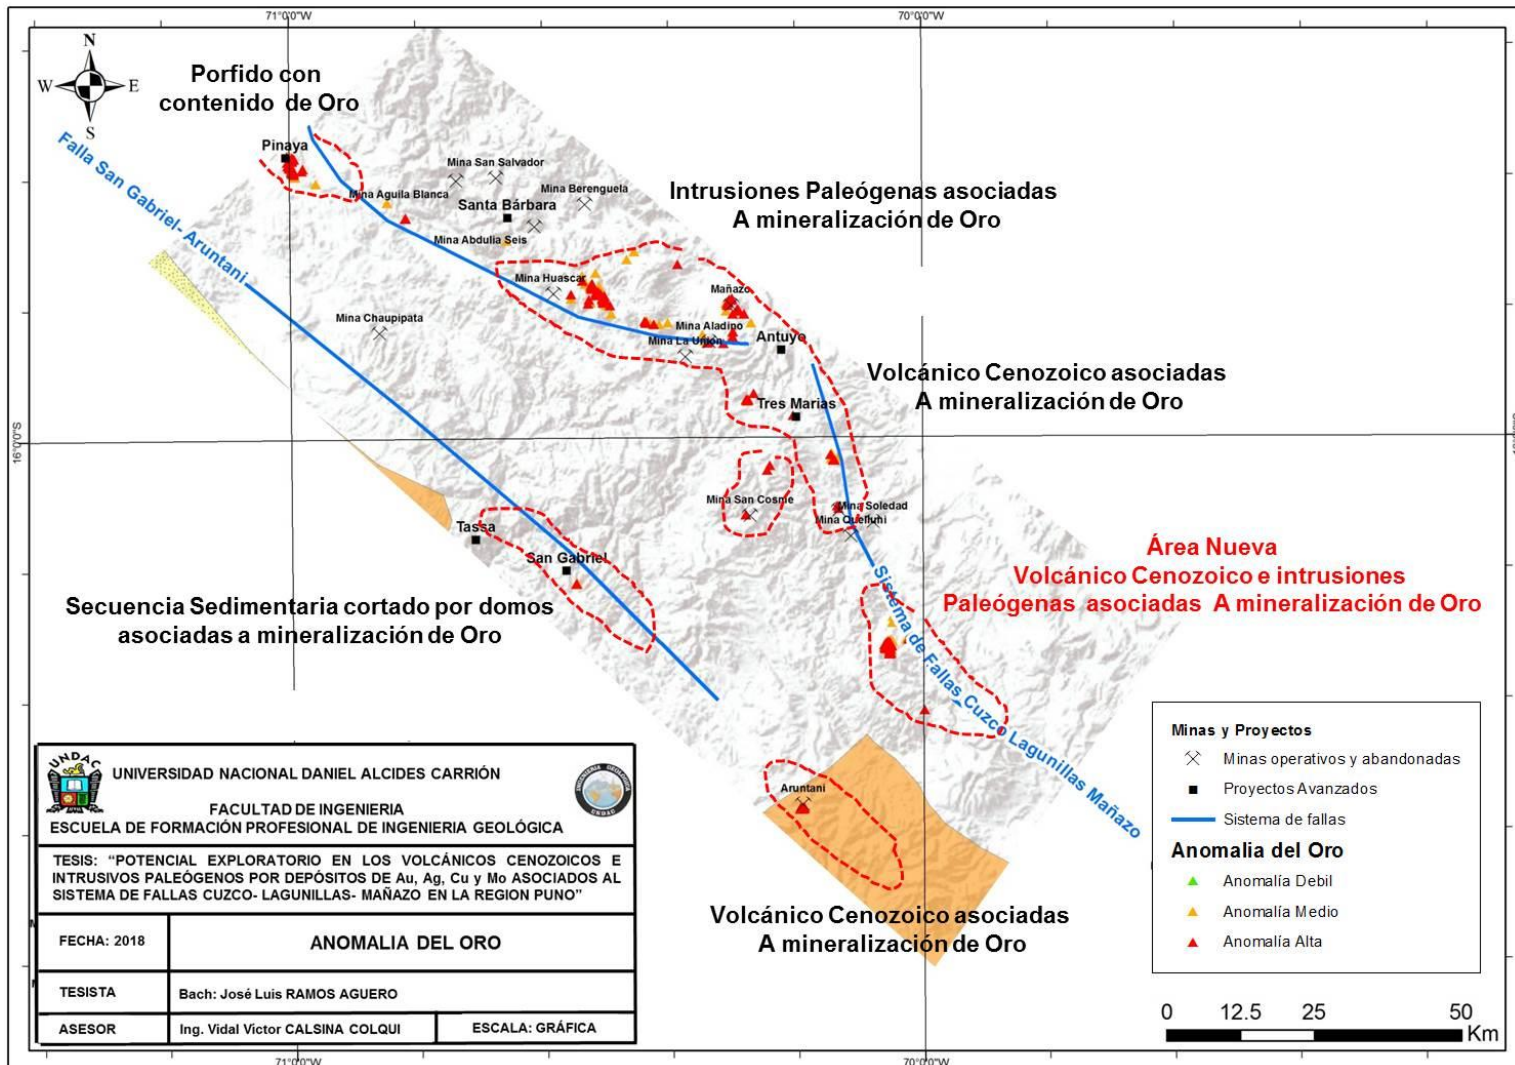 71°0'0"W
70°0'0"W
N
W
E
S
Porfido con
contenido de Oro
Pinaya
Falla San Gabriel- Aruntani
Mina San Salvador
Mina Aguila Blanca
Mina Berenguela
Santa Bárbara
Mina Abdulia Seis
Intrusiones Paleógenas asociadas
A mineralización de Oro
Mina Huascar
Mañazo
Mina Chaupipata
Mina Aladino
Mina La Unión
Antuyo
Volcánico Cenozoico asociadas
A mineralización de Oro
Tres Marias
16°0'0"S
Mina San Cosme
Mina Soledad
Mina Quelluni
Tassa
San Gabriel
Área Nueva
Volcánico Cenozoico e intrusiones
Paleógenas asociadas A mineralización de Oro
Secuencia Sedimentaria cortado por domos
asociadas a mineralización de Oro
Sistema de Fallas Cuzco Lagunillas Mañazo
Aruntani
Volcánico Cenozoico asociadas
A mineralización de Oro
Minas y Proyectos
Minas operativos y abandonadas
Proyectos Avanzados
Sistema de fallas
Anomalia del Oro
Anomalía Debil
Anomalía Medio
Anomalía Alta
0 12.5 25 50
Km
UNDAC
UNIVERSIDAD NACIONAL DANIEL ALCIDES CARRIÓN
FACULTAD DE INGENIERIA
ESCUELA DE FORMACIÓN PROFESIONAL DE INGENIERIA GEOLÓGICA
INGENIERIA GEOLOGICA
UNDAC
TESIS: “POTENCIAL EXPLORATORIO EN LOS VOLCÁNICOS CENOZOICOS E
INTRUSIVOS PALEÓGENOS POR DEPÓSITOS DE Au, Ag, Cu y Mo ASOCIADOS AL
SISTEMA DE FALLAS CUZCO- LAGUNILLAS- MAÑAZO EN LA REGION PUNO”
FECHA: 2018
ANOMALIA DEL ORO
TESISTA
Bach: José Luis RAMOS AGUERO
ASESOR
Ing. Vidal Victor CALSINA COLQUI
ESCALA: GRÁFICA
71°0'0"W
70°0'0"W